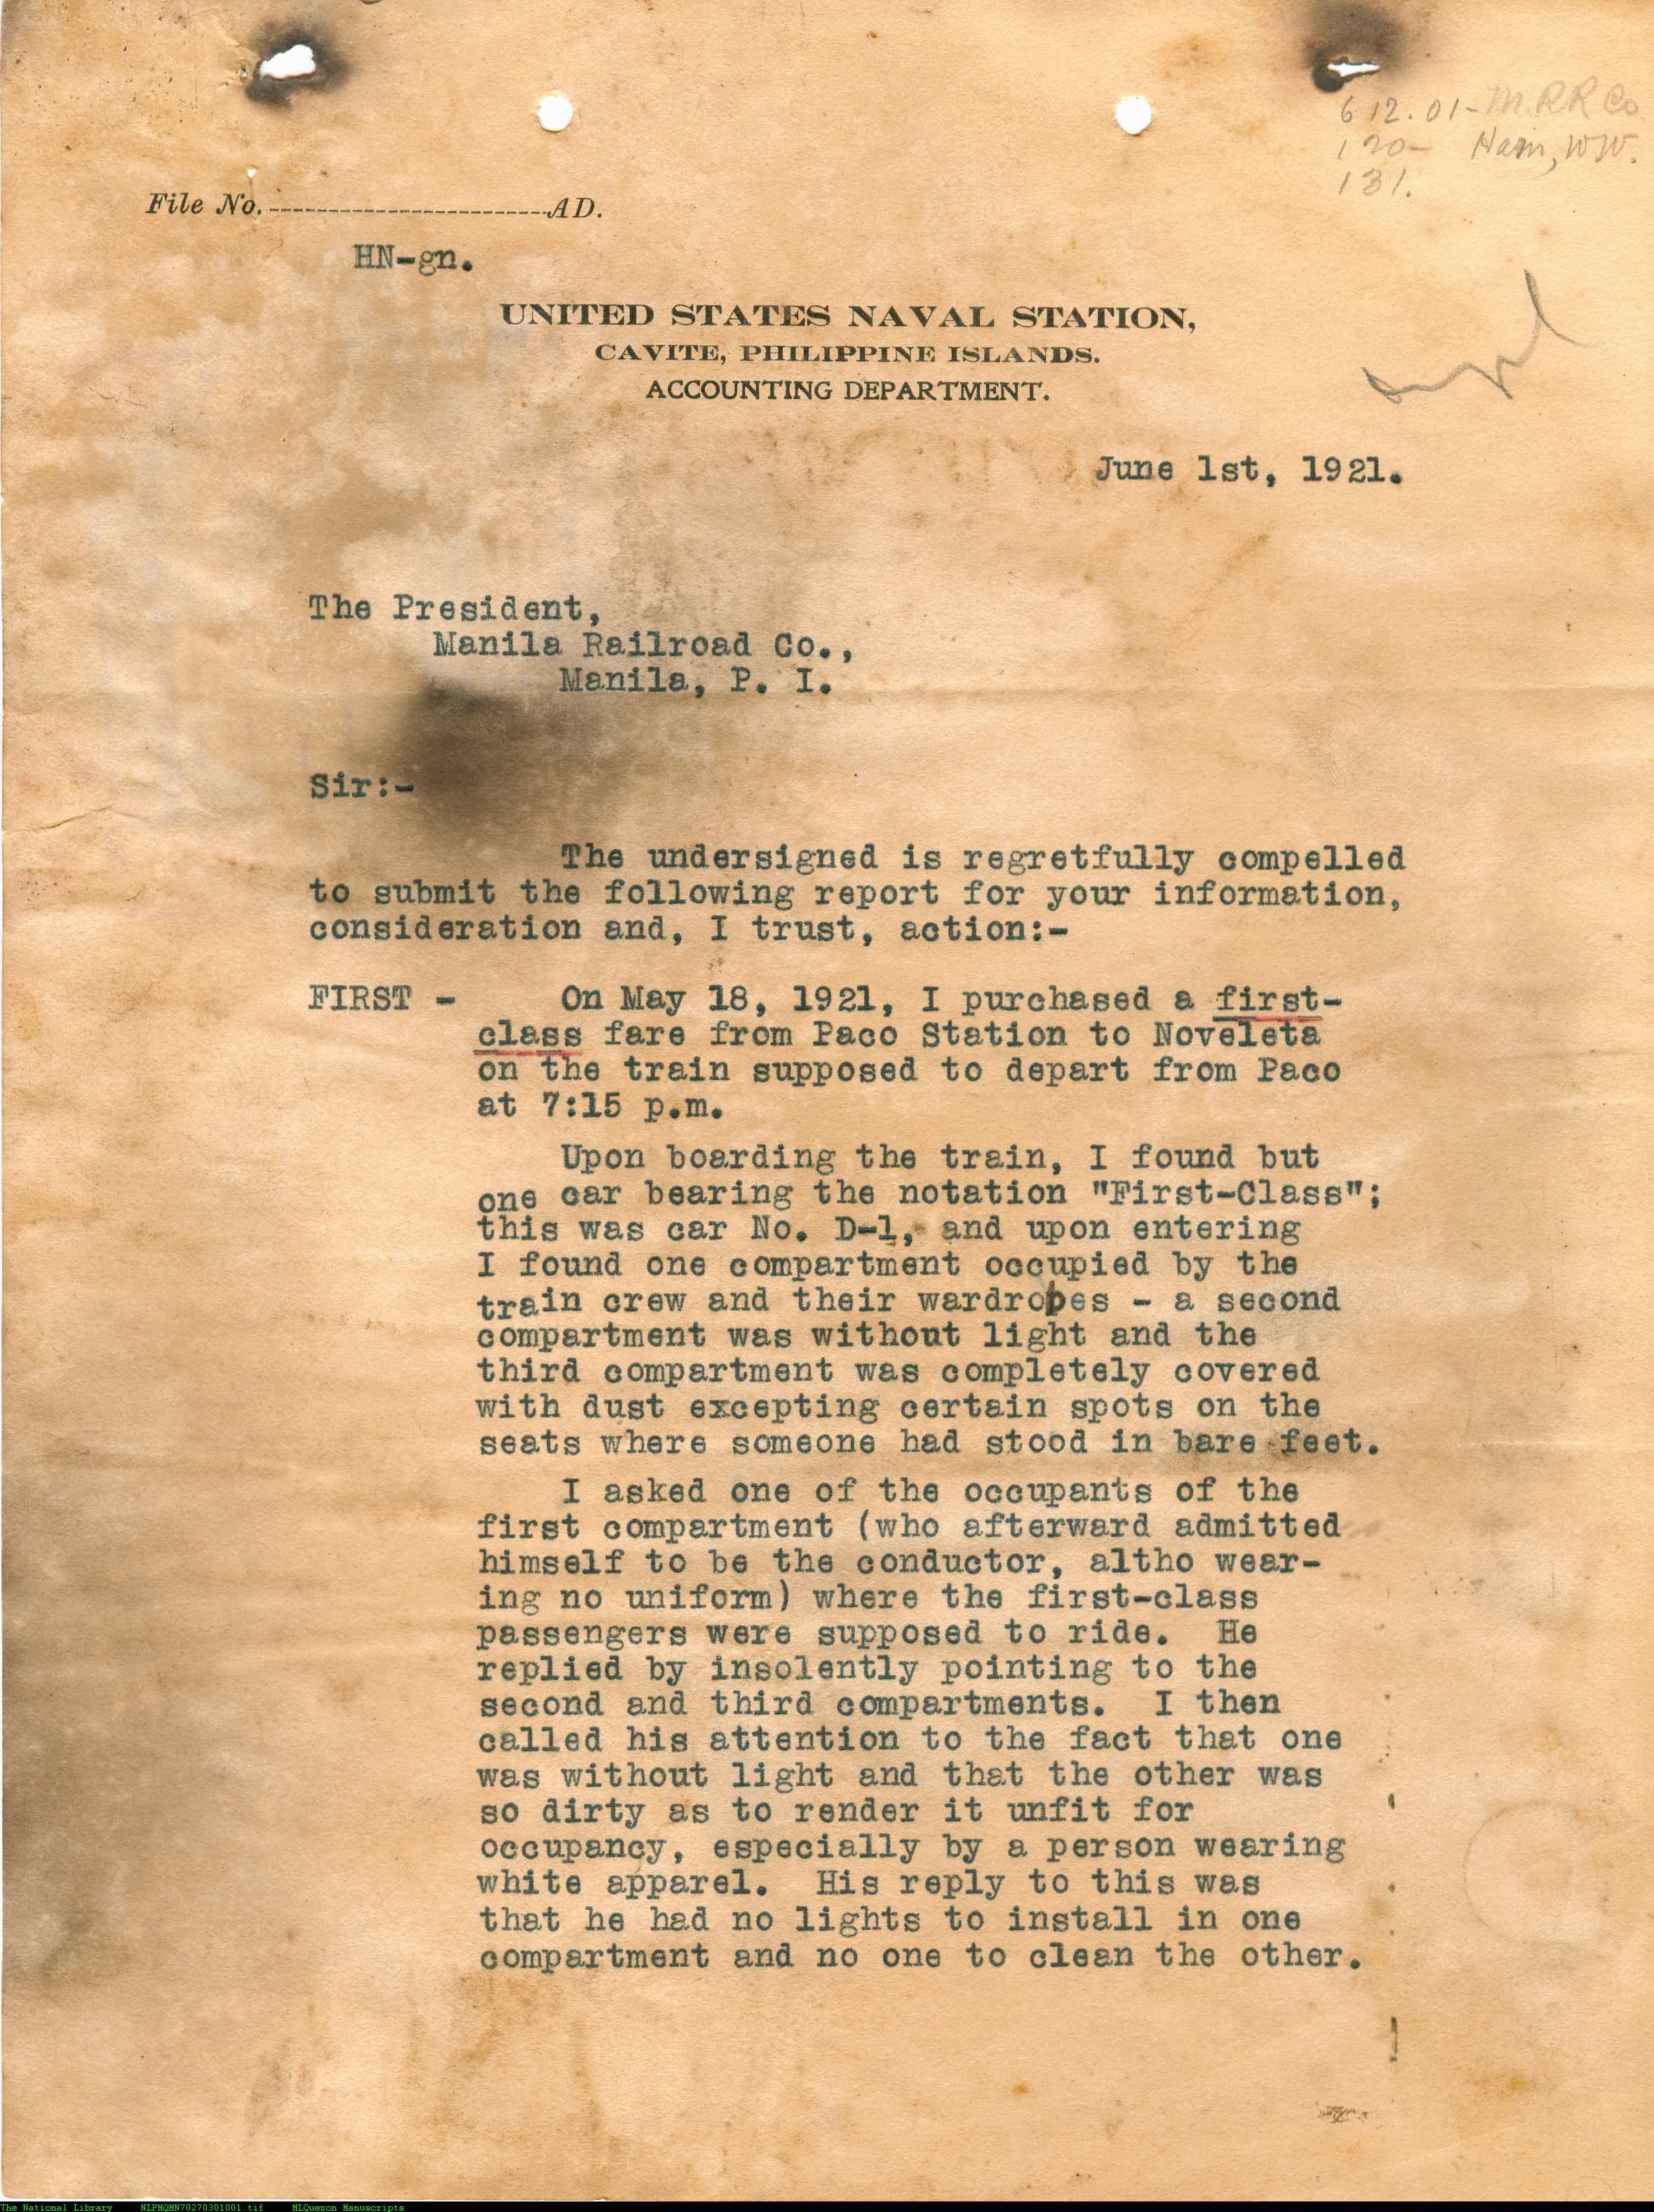 6 12.01-M.RR Co
120- Ham, WW.
131.
File No. ------------------------AD.
HN-gn.
UNITED STATES NAVAL STATION,
CAVITE, PHILIPPINE ISLANDS.
ACCOUNTING DEPARTMENT.
June 1st, 1921.
The President,
Manila Railroad Co.,
Manila, P. I.
Sir:-
The undersigned is regretfully compelled
to submit the following report for your information,
consideration and, I trust, action:-
FIRST - On May 18, 1921, I purchased a first-
class fare from Paco Station to Noveleta
on the train supposed to depart from Paco
at 7:15 p.m.
Upon boarding the train, I found but
one car bearing the notation "First-Class";
this was car No. D-1, and upon entering
I found one compartment occupied by the
train crew and their wardrobes - a second
compartment was without light and the
third compartment was completely covered
with dust excepting certain spots on the
seats where someone had stood in bare feet.
I asked one of the occupants of the
first compartment (who afterward admitted
himself to be the conductor, altho wear-
ing no uniform) where the first-class
passengers were supposed to ride. He
replied by insolently pointing to the
second and third compartments. I then
called his attention to the fact that one
was without light and that the other was
so dirty as to render it unfit for
occupancy, especially by a person wearing
white apparel. His reply to this was
that he had no lights to install in one
compartment and no one to clean the other.
The National Library NLPMQMN70270301001.tif MLQuezon Manuscripts